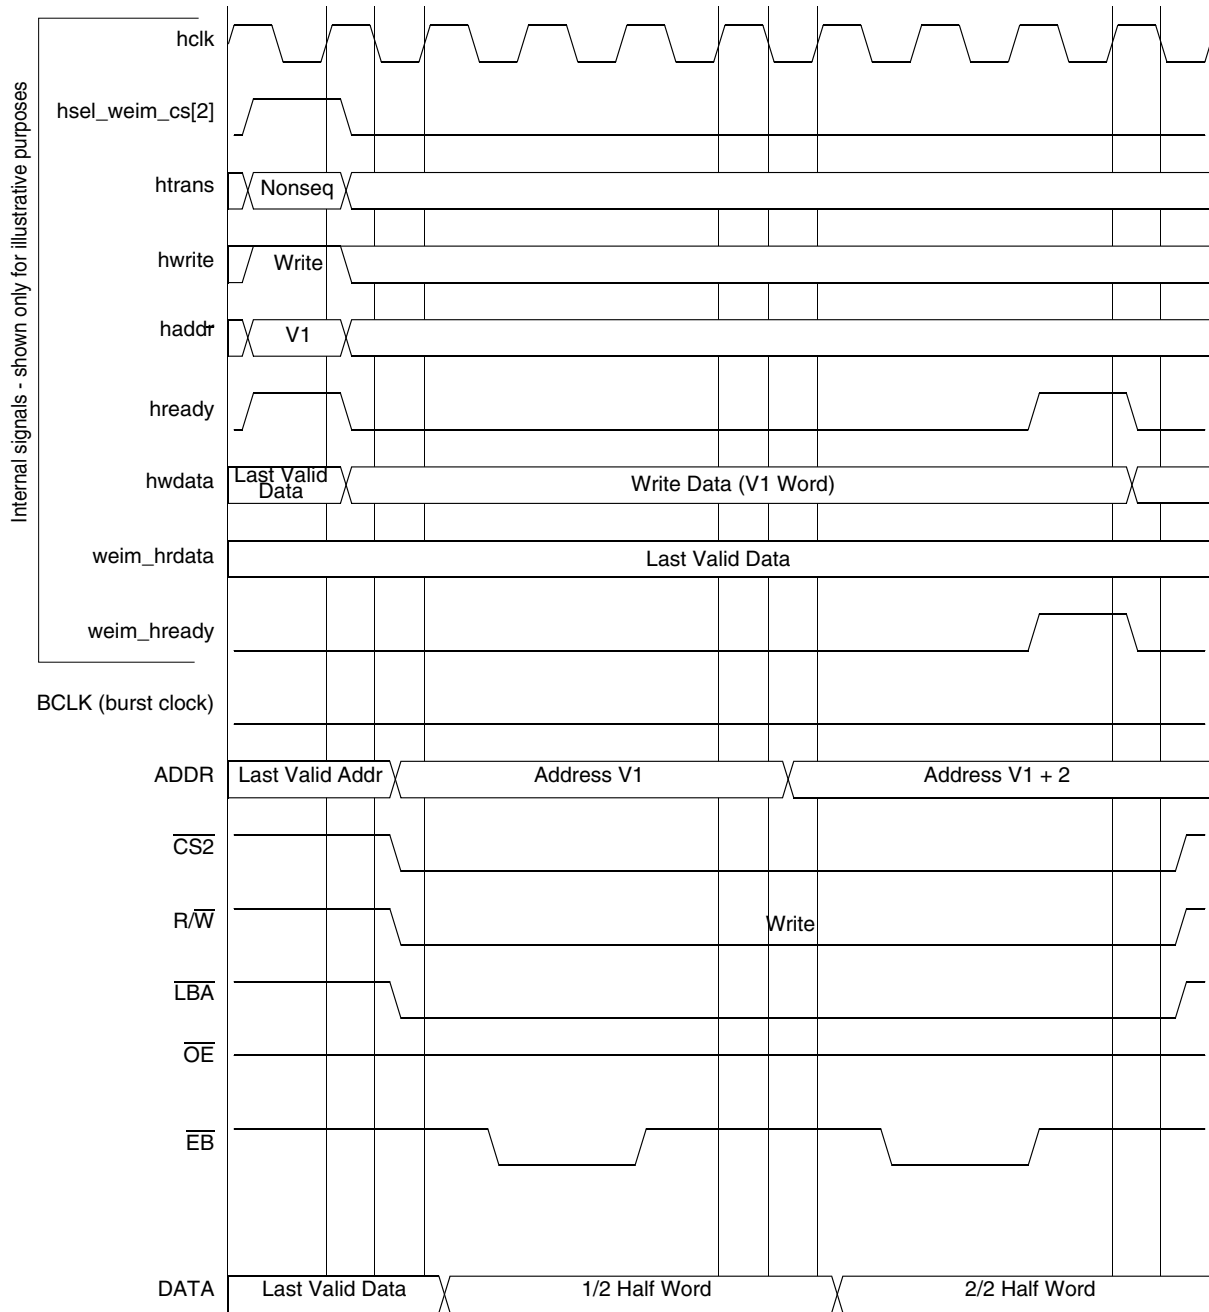 Internal signals - shown only for illustrative purposes
hclk
hsel_weim_cs[2]
htrans
Nonseq
hwrite
Write
haddr
V1
hready
hwdata
Last Valid
Data
Write Data (V1 Word)
weim_hrdata
Last Valid Data
weim_hready
BCLK (burst clock)
ADDR
Last Valid Addr
Address V1
Address V1 + 2
CS2
R/W
Write
LBA
OE
EB
DATA
Last Valid Data
1/2 Half Word
2/2 Half Word